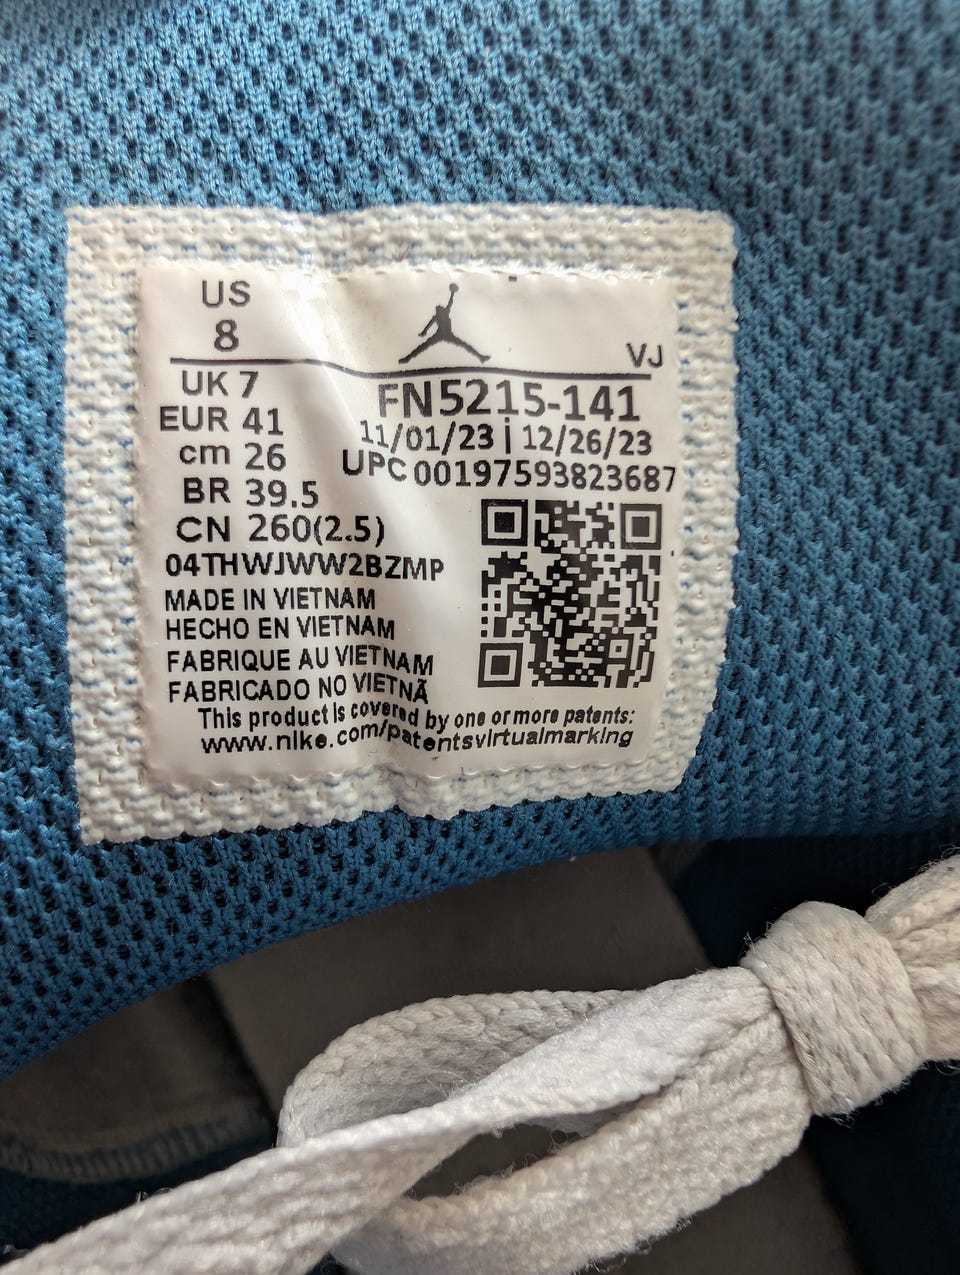 US
8
VJ
UK 7
FN5215-141
EUR 41
11/01/23 | 12/26/23
cm 26
UPC 00197593823687
BR 39.5
CN 260(2.5)
04THWJWW2BZMP
MADE IN VIETNAM
HECHO EN VIETNAM
FABRIQUE AU VIETNAM
FABRICADO NO VIETNÃ
This product is covered by one or more patents:
www.nike.com/patentsvirtualmarking